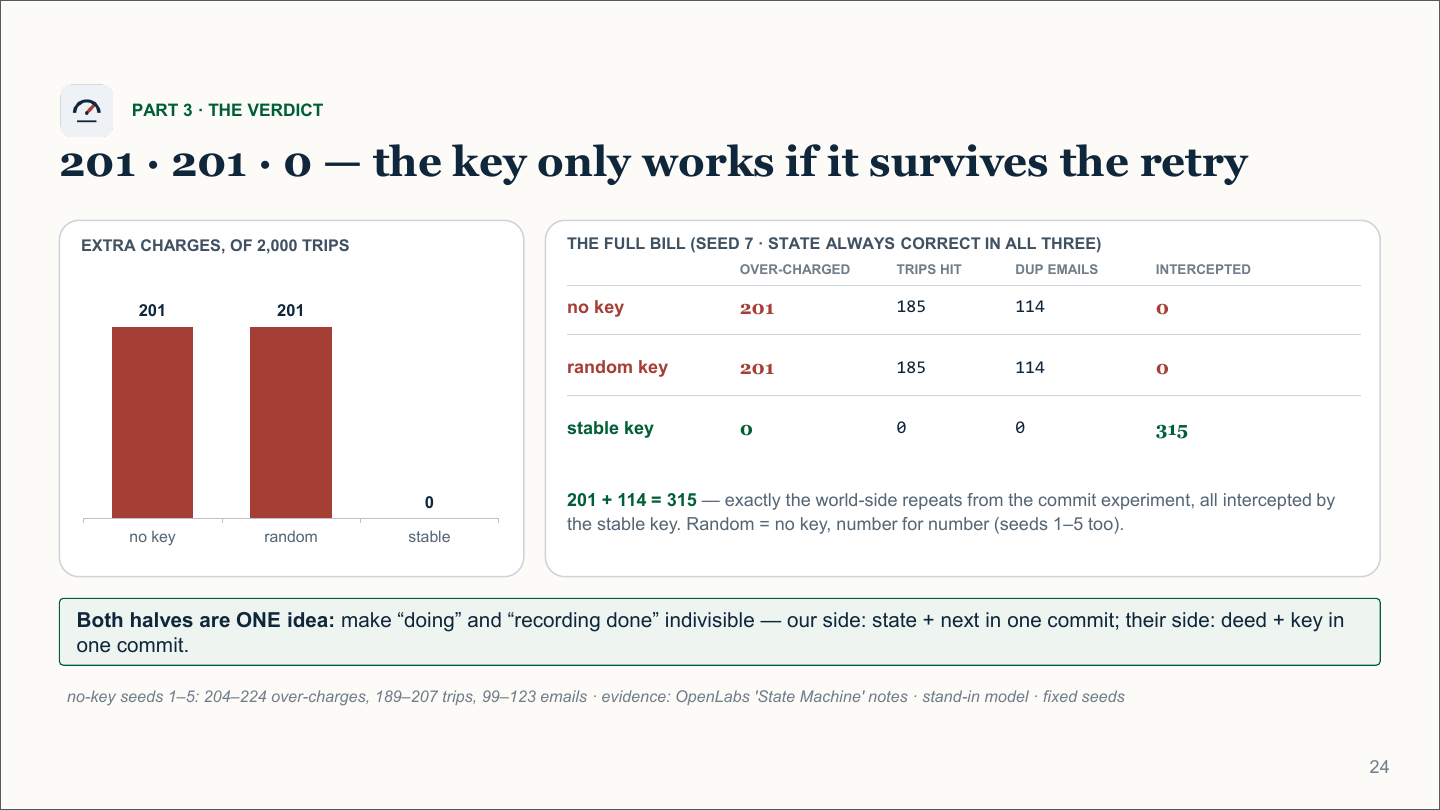 PART 3 · THE VERDICT
201 · 201 · 0 — the key only works if it survives the retry
EXTRA CHARGES, OF 2,000 TRIPS
201
201
0
no key
random
stable
THE FULL BILL (SEED 7 · STATE ALWAYS CORRECT IN ALL THREE)
OVER-CHARGED TRIPS HIT DUP EMAILS INTERCEPTED
no key 201 185 114 0
random key 201 185 114 0
stable key 0 0 0 315
201 + 114 = 315 — exactly the world-side repeats from the commit experiment, all intercepted by
the stable key. Random = no key, number for number (seeds 1–5 too).
Both halves are ONE idea: make “doing” and “recording done” indivisible — our side: state + next in one commit; their side: deed + key in
one commit.
no-key seeds 1–5: 204–224 over-charges, 189–207 trips, 99–123 emails · evidence: OpenLabs 'State Machine' notes · stand-in model · fixed seeds
24